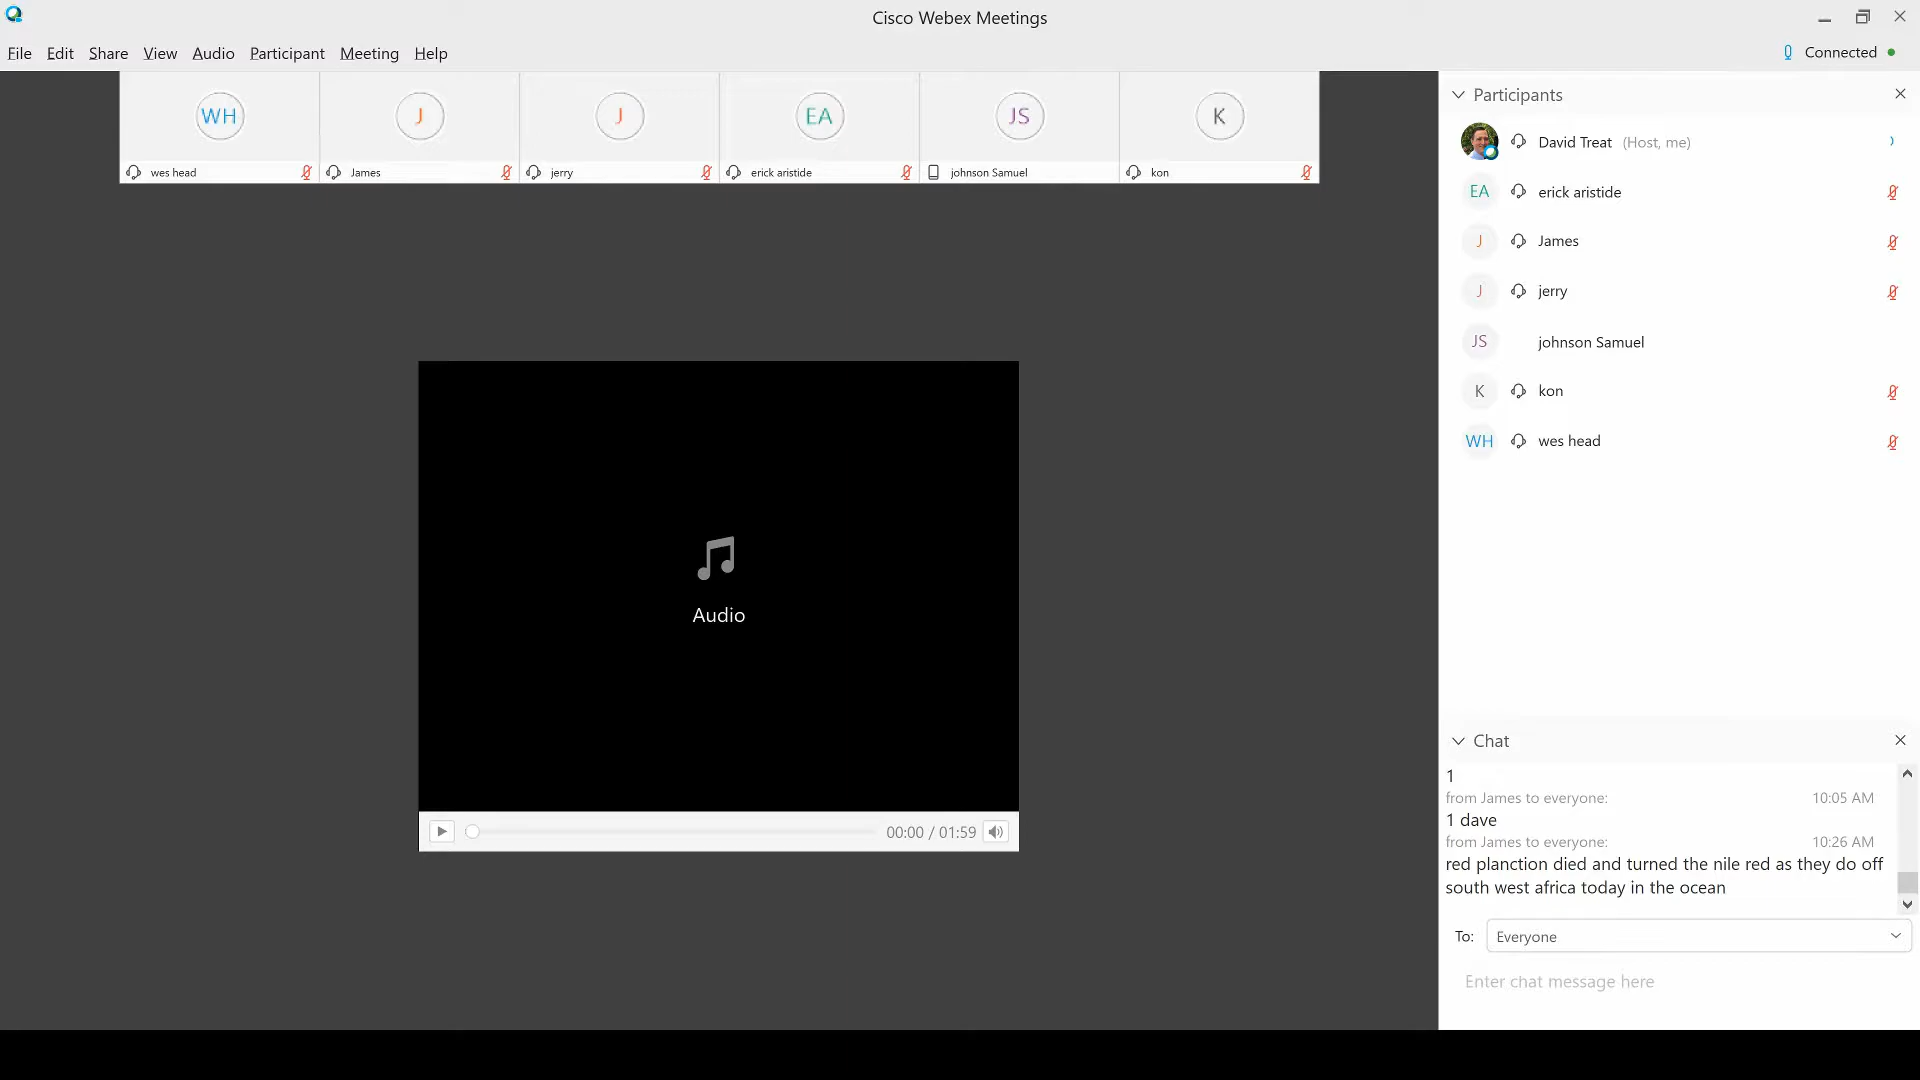 Cisco Webex Meetings
File Edit Share View Audio Participant Meeting Help
Connected
WH
J
J
EA
JS
K
wes head
James
jerry
erick aristide
johnson Samuel
kon
Audio
00:00 / 01:59
Participants
David Treat (Host, me)
EA erick aristide
J James
J jerry
JS johnson Samuel
K kon
WH wes head
Chat
1
from James to everyone: 10:05 AM
1 dave
from James to everyone: 10:26 AM
red planction died and turned the nile red as they do off
south west africa today in the ocean
To: Everyone
Enter chat message here